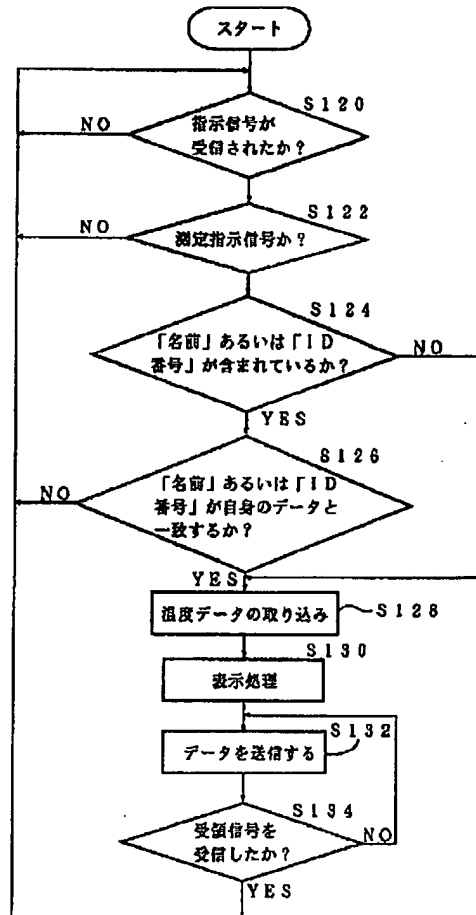 スタート
S120
NO
指示信号が
受信されたか?
S122
NO
測定指示信号か?
S124
「名前」あるいは「ID
番号」が含まれているか?
NO
YES
S126
NO
「名前」あるいは「ID
番号」が自身のデータと
一致するか?
YES
温度データの取り込み
S128
S130
表示処理
S132
データを送信する
S134
受領信号を
受信したか?
NO
YES